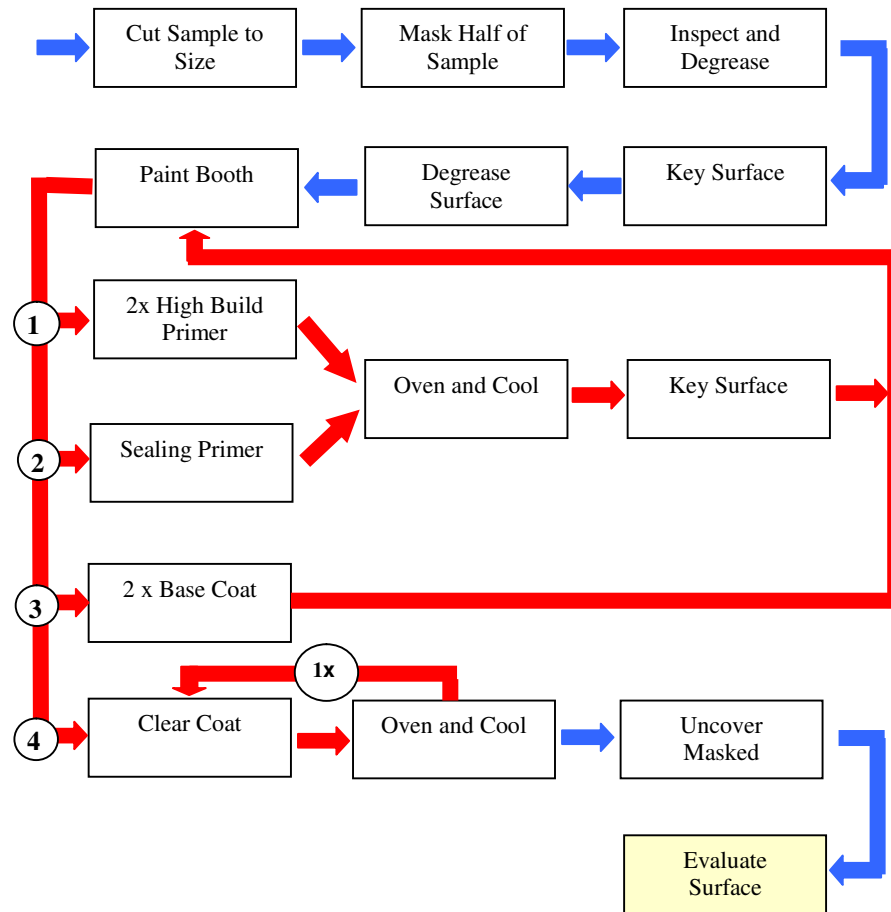 Cut Sample to
Size
Mask Half of
Sample
Inspect and
Degrease
Paint Booth
Degrease
Surface
Key Surface
1
2x High Build
Primer
Oven and Cool
Key Surface
2
Sealing Primer
3
2 x Base Coat
1x
4
Clear Coat
Oven and Cool
Uncover
Masked
Evaluate
Surface